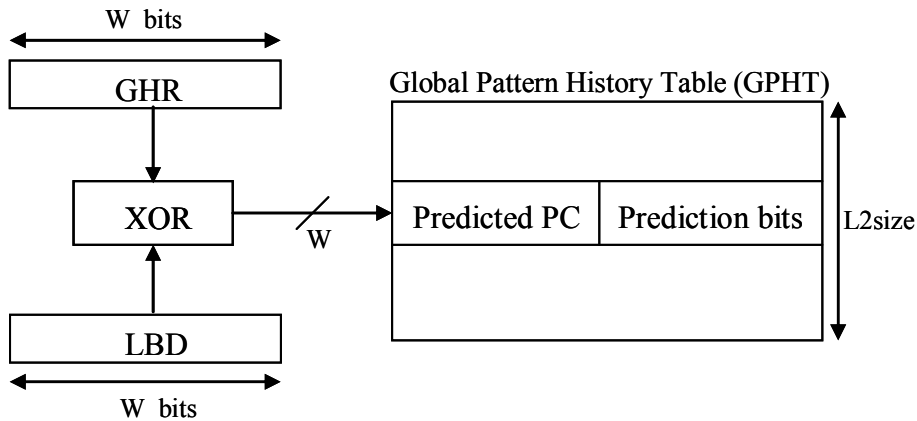 W bits
GHR
Global Pattern History Table (GPHT)
XOR
W
Predicted PC
Prediction bits
L2size
LBD
W bits